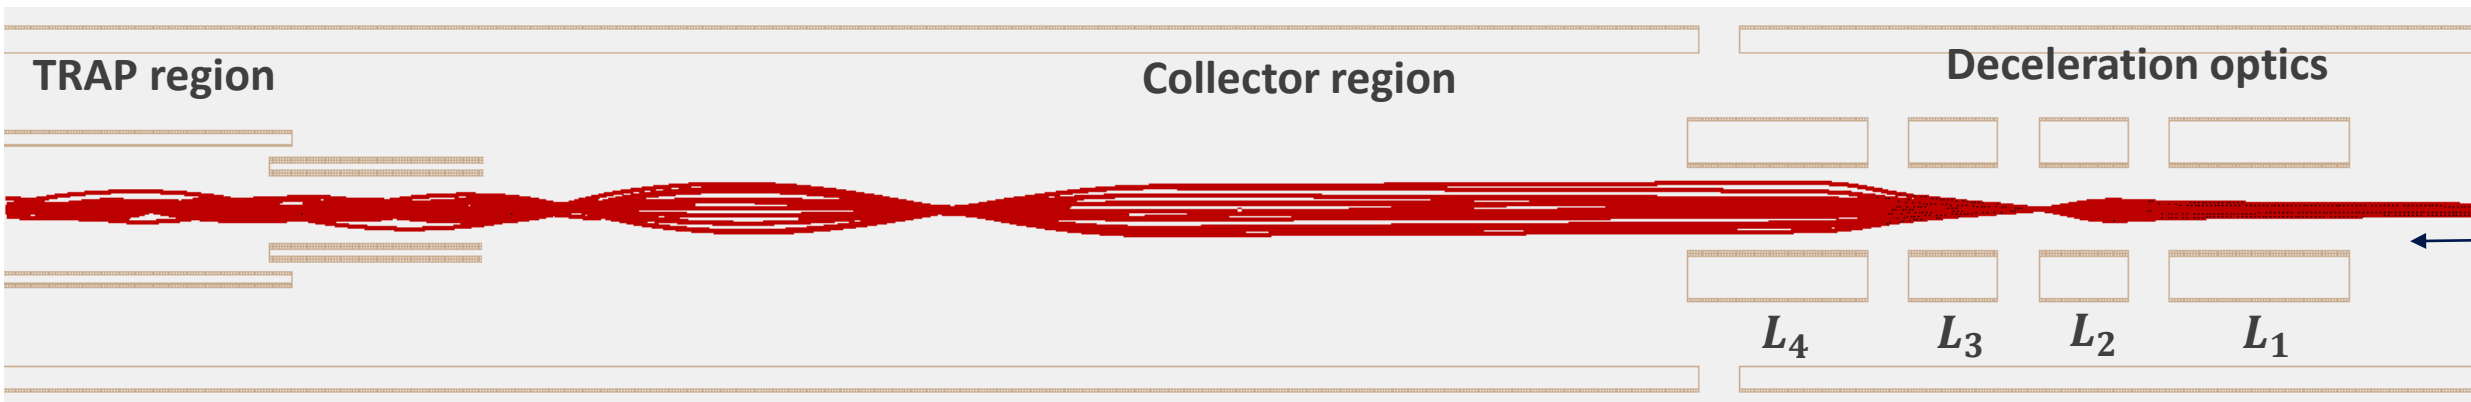 TRAP region
Collector region
Deceleration optics
L₄
L₃
L₂
L₁